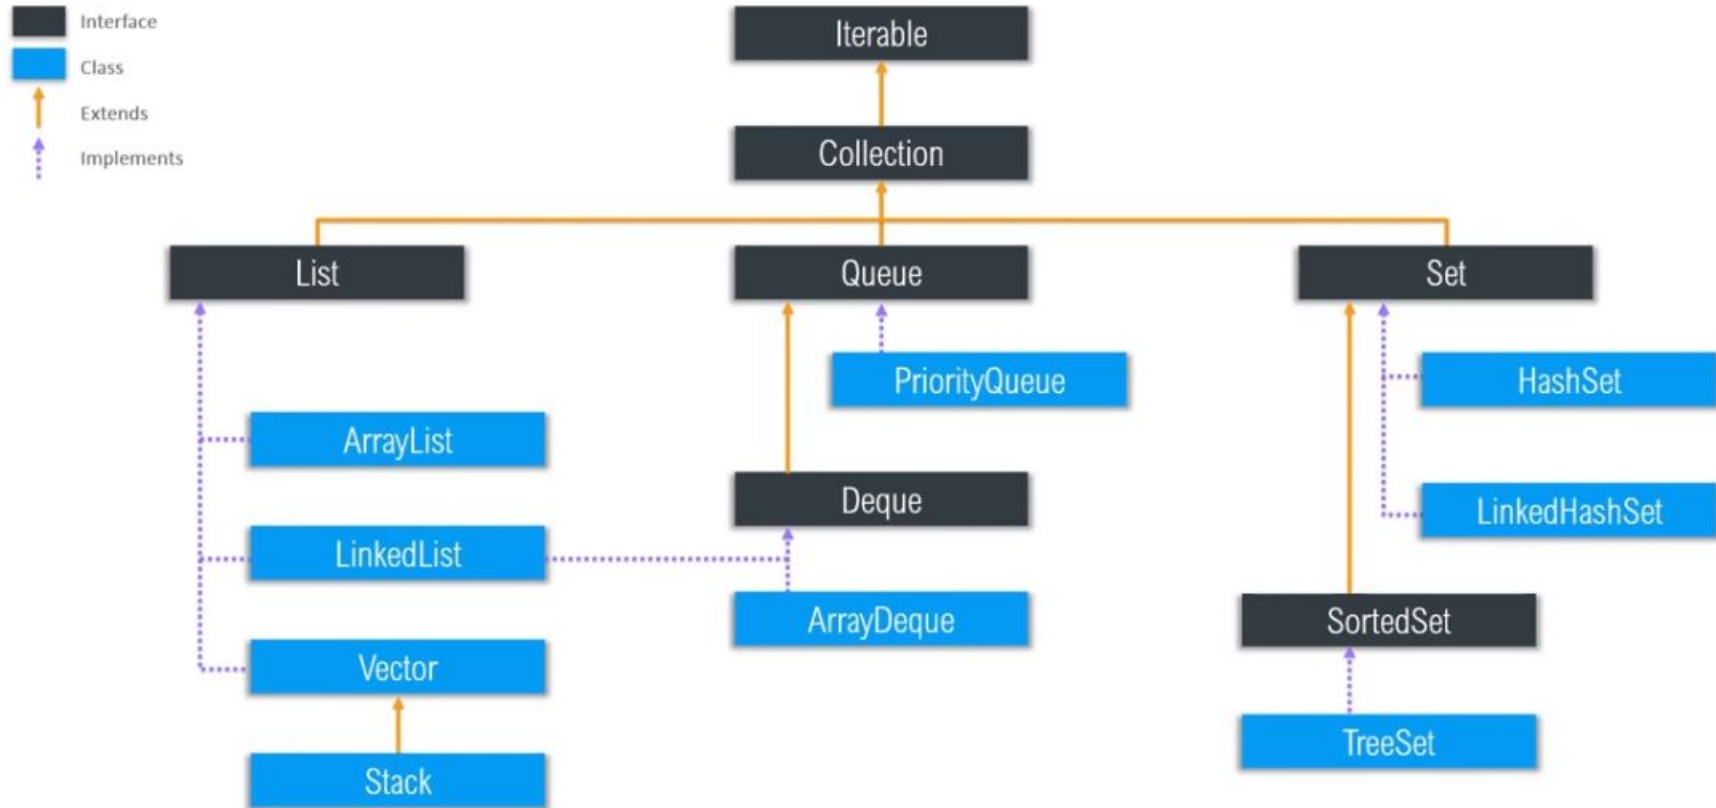 Interface
Class
Extends
Implements
Iterable
Collection
List
Queue
Set
PriorityQueue
HashSet
ArrayList
Deque
LinkedHashSet
LinkedList
ArrayDeque
SortedSet
Vector
TreeSet
Stack